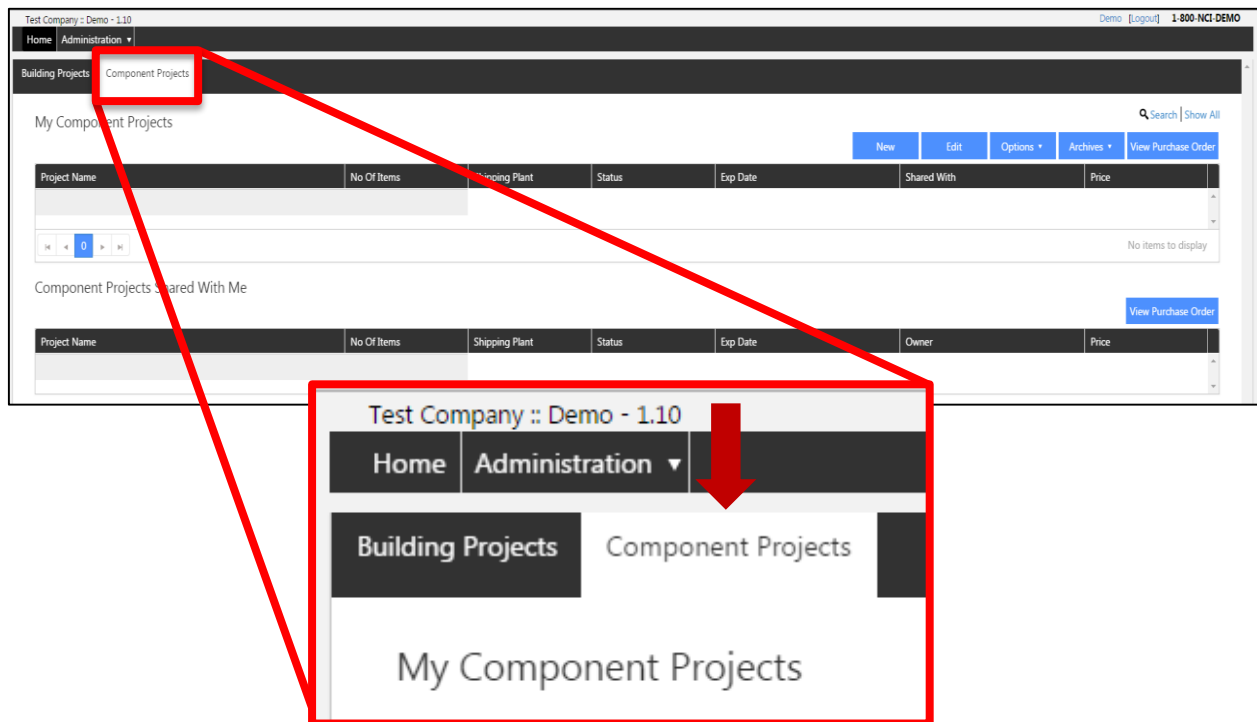 Test Company :: Demo - 1.10 Demo [Logout] 1-800-NCI-DEMO
Home Administration ▾
Building Projects Component Projects
My Component Projects Search | Show All
New Edit Options ▾ Archives ▾ View Purchase Order
Project Name No Of Items Shipping Plant Status Exp Date Shared With Price
0 No items to display
Component Projects Shared With Me
View Purchase Order
Project Name No Of Items Shipping Plant Status Exp Date Owner Price
Test Company :: Demo - 1.10
Home Administration ▾
Building Projects Component Projects
My Component Projects